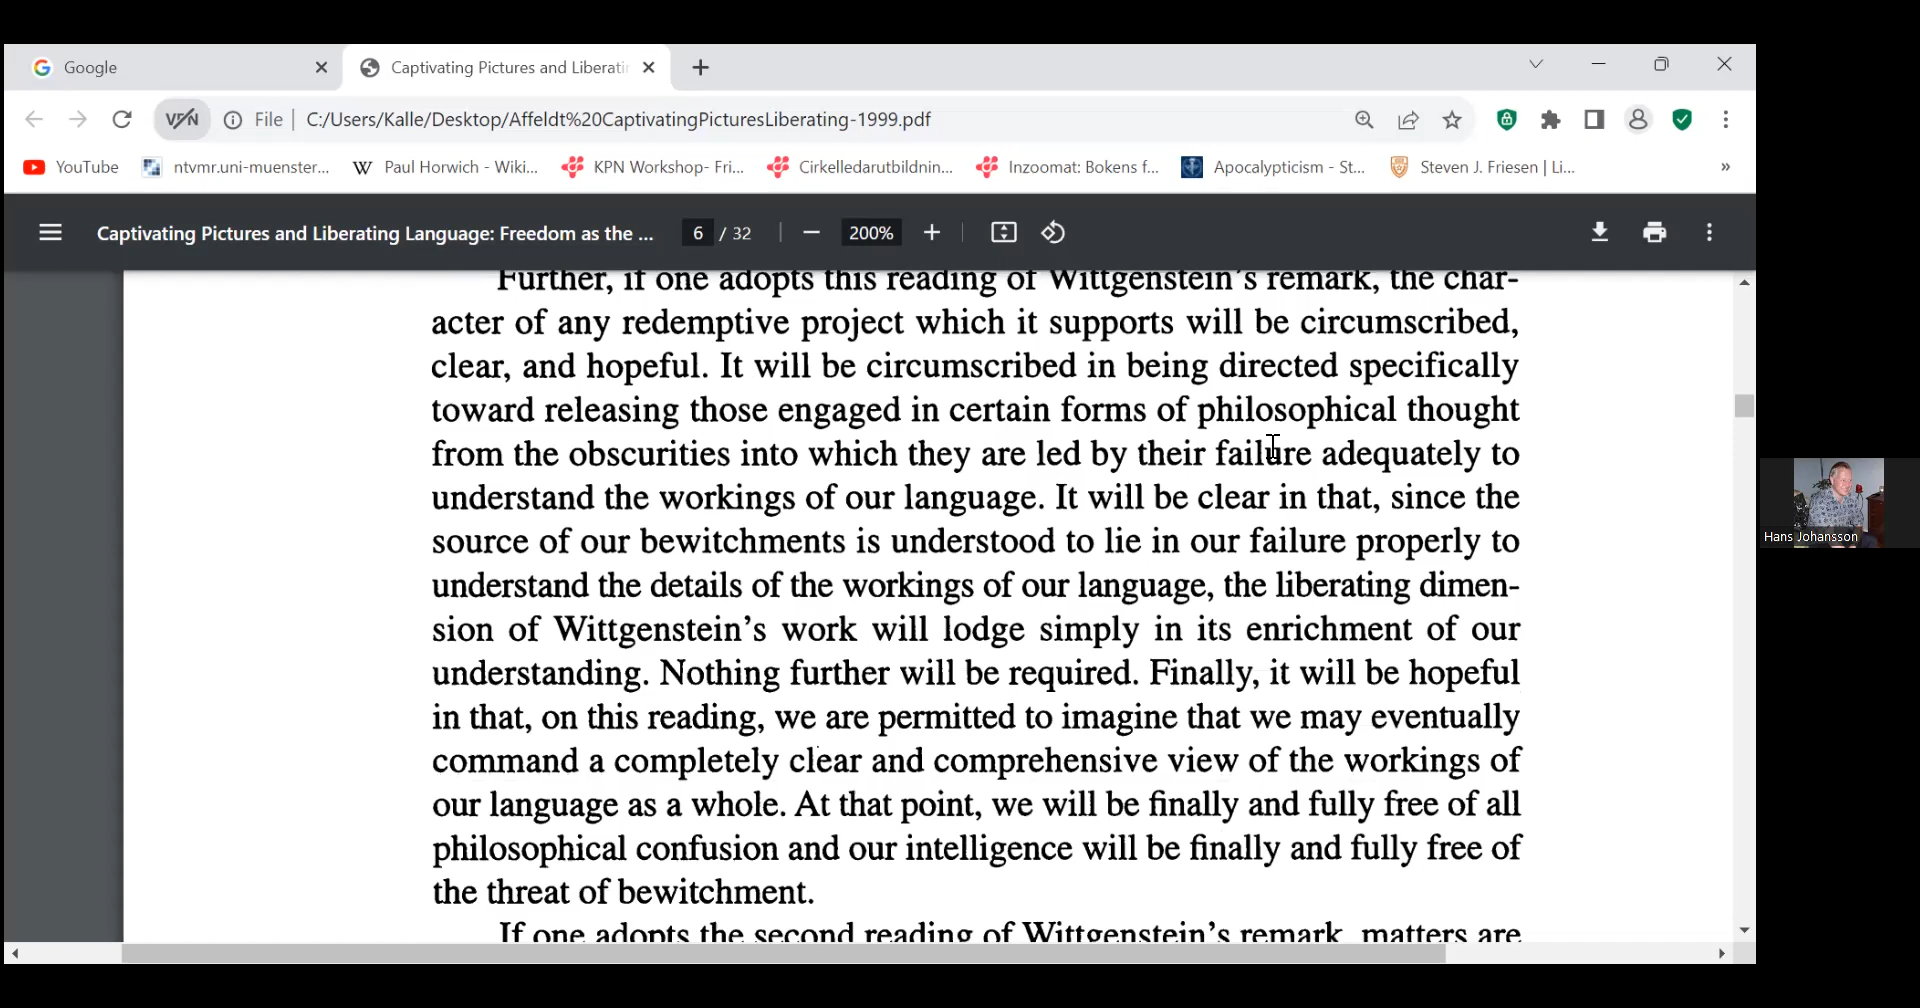 Google
Captivating Pictures and Liberati
File
C:/Users/Kalle/Desktop/Affeldt%20CaptivatingPicturesLiberating-1999.pdf
YouTube
ntvmr.uni-muenster...
W Paul Horwich - Wiki...
KPN Workshop- Fri...
Cirkelledarutbildnin...
Inzoomat: Bokens f...
Apocalypticism - St...
Steven J. Friesen | Li...
»
Captivating Pictures and Liberating Language: Freedom as the ...
6 / 32
200%
Further, if one adopts this reading of Wittgenstein's remark, the char-
acter of any redemptive project which it supports will be circumscribed,
clear, and hopeful. It will be circumscribed in being directed specifically
toward releasing those engaged in certain forms of philosophical thought
from the obscurities into which they are led by their failure adequately to
understand the workings of our language. It will be clear in that, since the
source of our bewitchments is understood to lie in our failure properly to
understand the details of the workings of our language, the liberating dimen-
sion of Wittgenstein's work will lodge simply in its enrichment of our
understanding. Nothing further will be required. Finally, it will be hopeful
in that, on this reading, we are permitted to imagine that we may eventually
command a completely clear and comprehensive view of the workings of
our language as a whole. At that point, we will be finally and fully free of all
philosophical confusion and our intelligence will be finally and fully free of
the threat of bewitchment.
If one adopts the second reading of Wittgenstein's remark, matters are
Hans Johansson